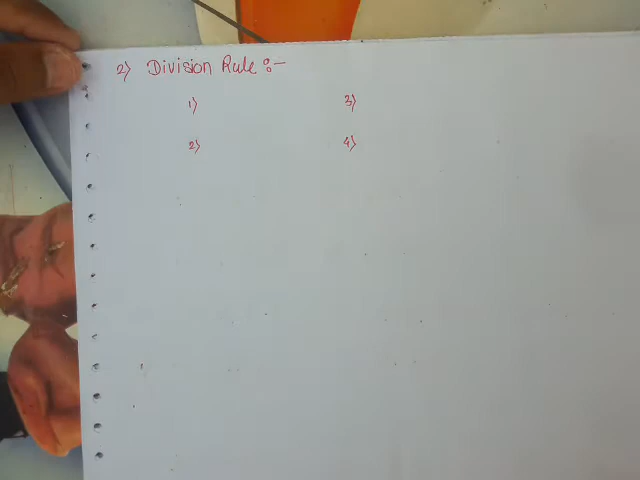 2) Division Rule :-
1) 3)
2) 4)